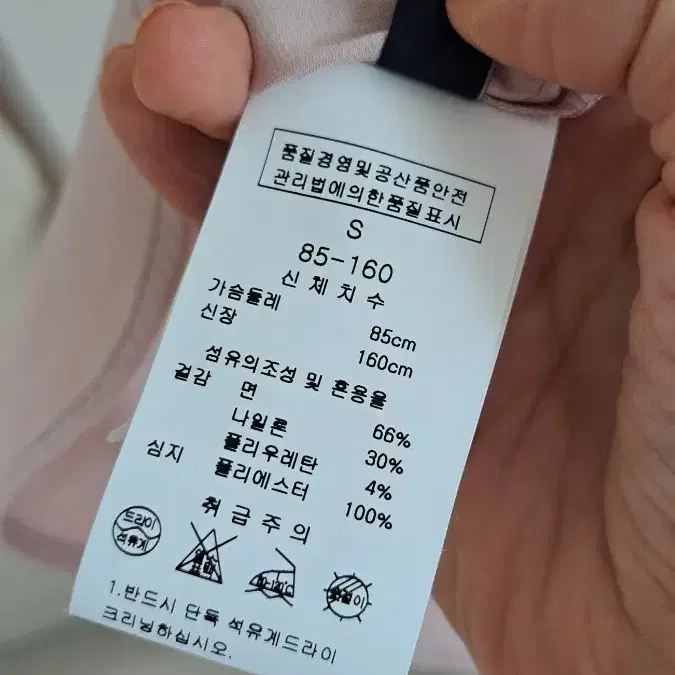 품질경영및공산품안전
관리법에의한품질표시
S
85-160
신체치수
가슴둘레 85cm
신장 160cm
섬유의조성 및 혼용율
겉감 면 66%
나일론 30%
폴리우레탄 4%
심지 폴리에스터 100%
취급주의
드라이
석유계
1.반드시 단독 석유계드라이
크리닝하십시오.